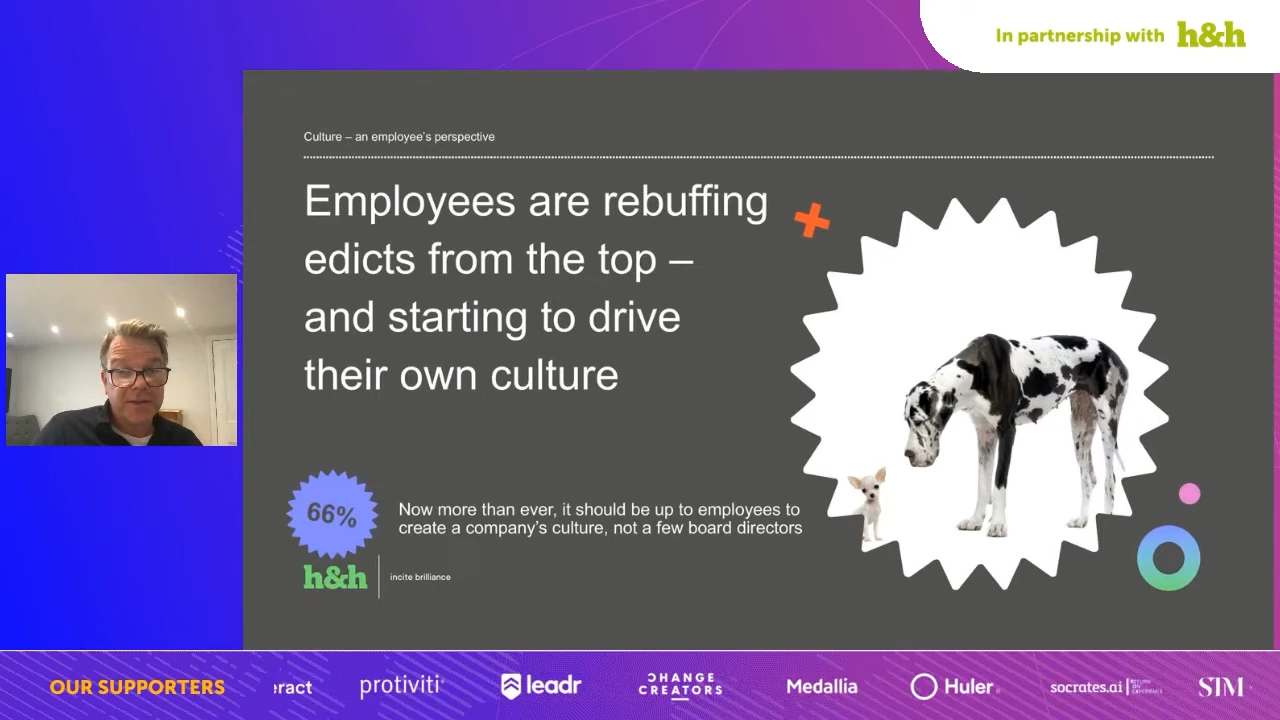 In partnership with h&h
Culture – an employee's perspective
Employees are rebuffing
edicts from the top –
and starting to drive
their own culture
66%
Now more than ever, it should be up to employees to
create a company's culture, not a few board directors
h&h
incite brilliance
OUR SUPPORTERS
eract
protiviti
leadr
CHANGE
CREATORS
Medallia
Huler
socrates.ai
STM